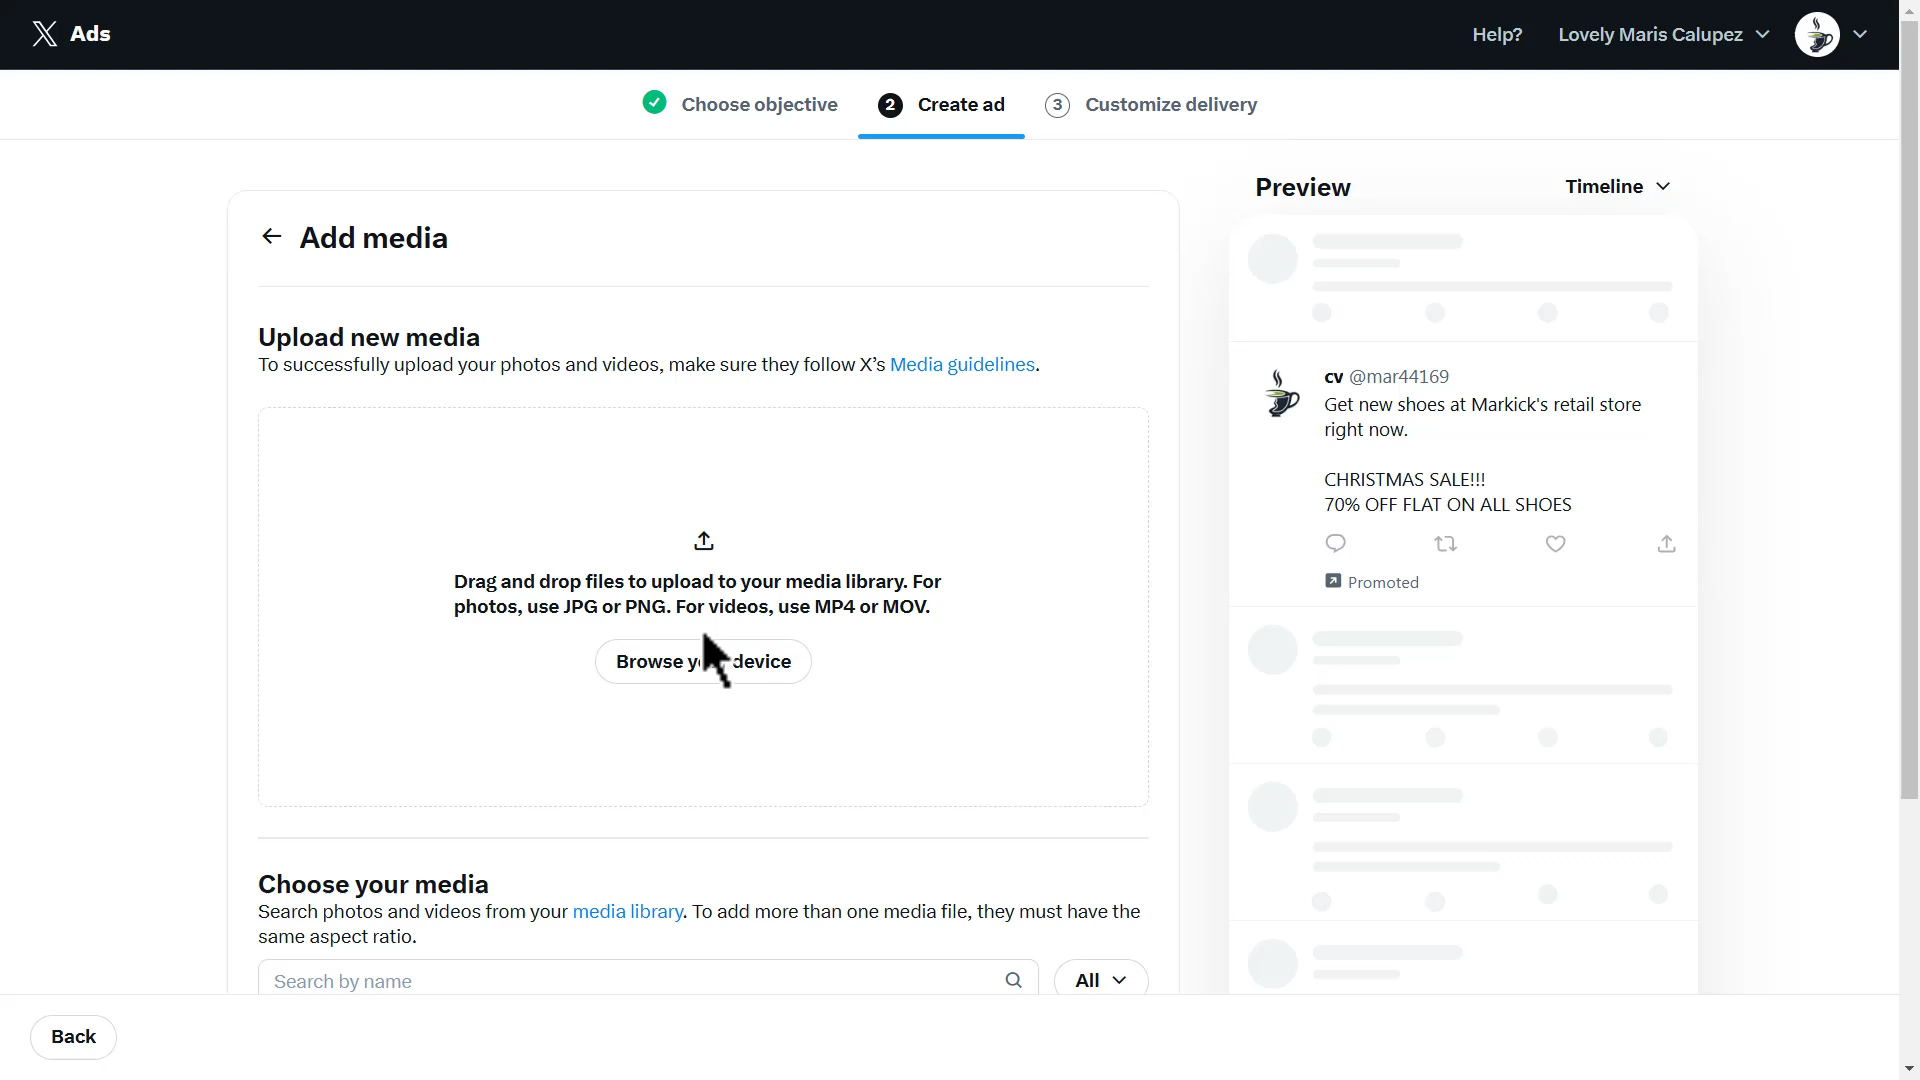 Ads
Help?
Lovely Maris Calupez
Choose objective
2 Create ad
3 Customize delivery
Add media
Upload new media
To successfully upload your photos and videos, make sure they follow X’s Media guidelines.
Drag and drop files to upload to your media library. For
photos, use JPG or PNG. For videos, use MP4 or MOV.
Browse device
Choose your media
Search photos and videos from your media library. To add more than one media file, they must have the
same aspect ratio.
Search by name
All
Back
Preview
Timeline
cv @mar44169
Get new shoes at Markick's retail store
right now.
CHRISTMAS SALE!!!
70% OFF FLAT ON ALL SHOES
Promoted